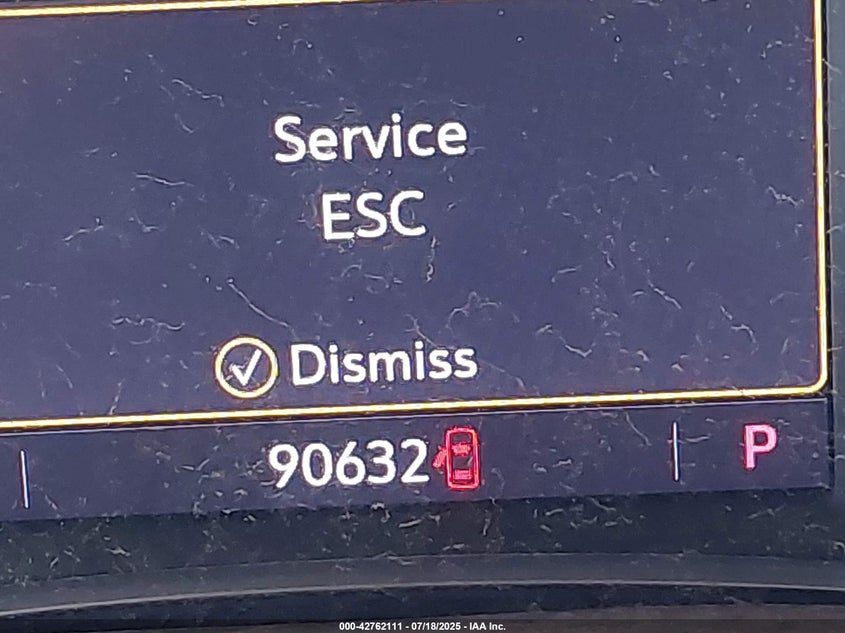 Service
ESC
Dismiss
90632
P
000-42762111 - 07/18/2025 - IAA Inc.